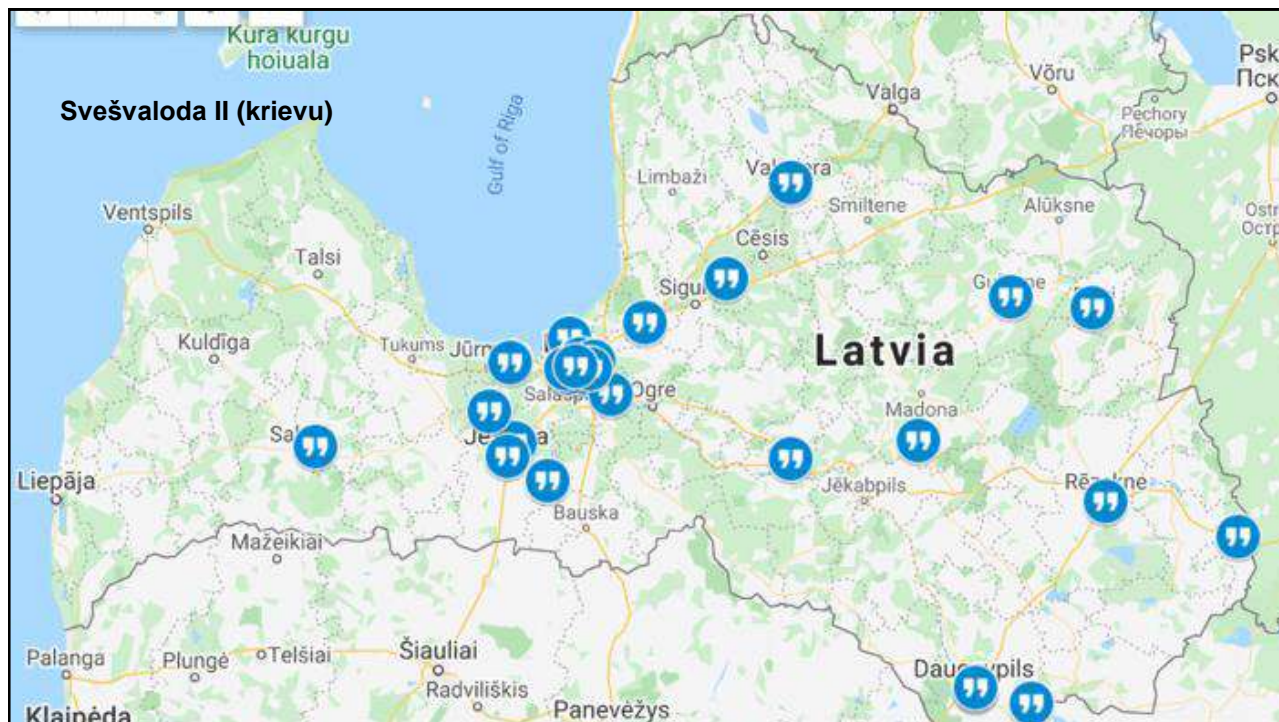 Kura kurgu
hoiuala
Svešvaloda II (krievu)
Gulf of Riga
Psk
Пск
Võru
Valga
Pechory
Печоры
Limbaži
Smiltene
Alūksne
Ventspils
Cēsis
Talsi
Kuldīga
Tukums
Latvia
Ogre
Madona
Liepāja
Jēkabpils
Bauska
Mažeikiai
Palanga
Plungė
Telšiai
Šiauliai
Radviliškis
Panevėžys
Klaipėda